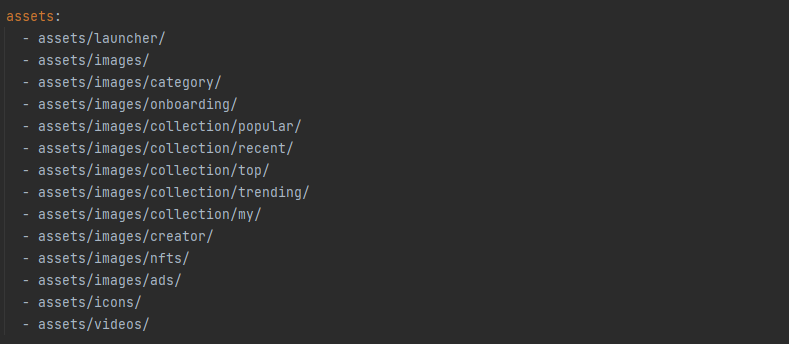 assets:
- assets/launcher/
- assets/images/
- assets/images/category/
- assets/images/onboarding/
- assets/images/collection/popular/
- assets/images/collection/recent/
- assets/images/collection/top/
- assets/images/collection/trending/
- assets/images/collection/my/
- assets/images/creator/
- assets/images/nfts/
- assets/images/ads/
- assets/icons/
- assets/videos/